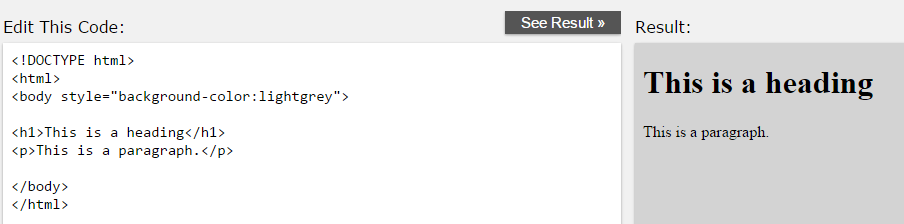 Edit This Code:
See Result »
Result:
<!DOCTYPE html>
<html>
<body style="background-color:lightgrey">
<h1>This is a heading</h1>
<p>This is a paragraph.</p>
</body>
</html>
This is a heading
This is a paragraph.